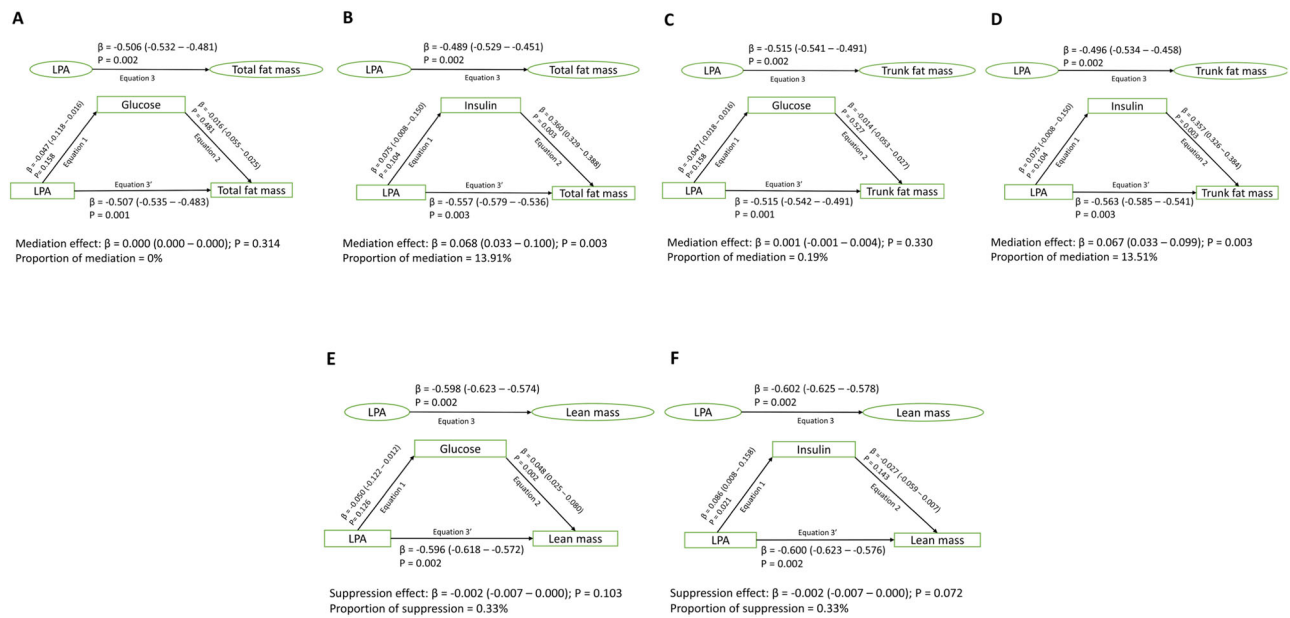 A
β = -0.506 (-0.532 – -0.481)
P = 0.002
LPA
Total fat mass
Equation 3
Glucose
β = -0.047 (-0.118 – 0.016)
P= 0.158
Equation 1
β = -0.016 (-0.055 – 0.025)
P = 0.481
Equation 2
LPA
Equation 3’
Total fat mass
β = -0.507 (-0.535 – -0.483)
P = 0.001
Mediation effect: β = 0.000 (0.000 – 0.000); P = 0.314
Proportion of mediation = 0%
B
β = -0.489 (-0.529 – -0.451)
P = 0.002
LPA
Total fat mass
Equation 3
Insulin
β = 0.075 (-0.008 – 0.150)
P = 0.104
Equation 1
β = 0.360 (0.329 – 0.388)
P = 0.003
Equation 2
LPA
Equation 3’
Total fat mass
β = -0.557 (-0.579 – -0.536)
P = 0.003
Mediation effect: β = 0.068 (0.033 – 0.100); P = 0.003
Proportion of mediation = 13.91%
C
β = -0.515 (-0.541 – -0.491)
P = 0.002
LPA
Trunk fat mass
Equation 3
Glucose
β = -0.047 (-0.018 – 0.016)
P= 0.158
Equation 1
β = -0.014 (-0.053 – 0.027)
P = 0.527
Equation 2
LPA
Equation 3’
Trunk fat mass
β = -0.515 (-0.542 – -0.491)
P = 0.001
Mediation effect: β = 0.001 (-0.001 – 0.004); P = 0.330
Proportion of mediation = 0.19%
D
β = -0.496 (-0.534 – -0.458)
P = 0.002
LPA
Trunk fat mass
Equation 3
Insulin
β = 0.075 (-0.008 – 0.150)
P = 0.104
Equation 1
β = 0.357 (0.326 – 0.384)
P = 0.003
Equation 2
LPA
Equation 3’
Trunk fat mass
β = -0.563 (-0.585 – -0.541)
P = 0.003
Mediation effect: β = 0.067 (0.033 – 0.099); P = 0.003
Proportion of mediation = 13.51%
E
β = -0.598 (-0.623 – -0.574)
P = 0.002
LPA
Lean mass
Equation 3
Glucose
β = -0.050 (-0.122 – 0.012)
P= 0.126
Equation 1
β = 0.048 (0.025 – 0.080)
P = 0.002
Equation 2
LPA
Equation 3’
Lean mass
β = -0.596 (-0.618 – -0.572)
P = 0.002
Suppression effect: β = -0.002 (-0.007 – 0.000); P = 0.103
Proportion of suppression = 0.33%
F
β = -0.602 (-0.625 – -0.578)
P = 0.002
LPA
Lean mass
Equation 3
Insulin
β = 0.086 (0.008 – 0.158)
P = 0.021
Equation 1
β = -0.027 (-0.059 – 0.007)
P = 0.143
Equation 2
LPA
Equation 3’
Lean mass
β = -0.600 (-0.623 – -0.576)
P = 0.002
Suppression effect: β = -0.002 (-0.007 – 0.000); P = 0.072
Proportion of suppression = 0.33%